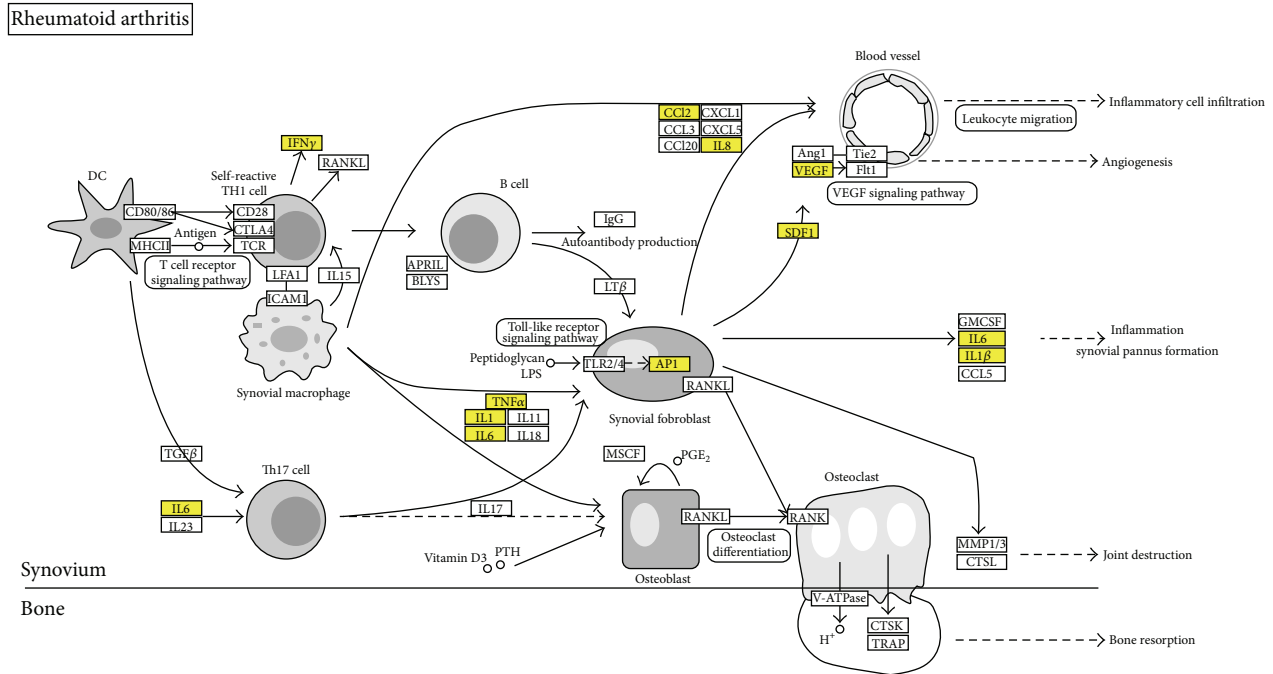 Rheumatoid arthritis
Blood vessel
CCl2 CXCL1
CCL3 CXCL5
CCl20 IL8
Inflammatory cell infiltration
Leukocyte migration
IFNγ
RANKL
Ang1 Tie2
VEGF Flt1
Angiogenesis
VEGF signaling pathway
DC
Self-reactive
TH1 cell
B cell
CD80/86
CD28
CTLA4
Antigen
MHCII
TCR
T cell receptor
signaling pathway
LFA1
IL15
ICAM1
Synovial macrophage
IgG
Autoantibody production
SDF1
APRIL
BLYS
LTβ
Toll-like receptor
signaling pathway
Peptidoglycan
LPS
TLR2/4
AP1
RANKL
Synovial fobroblast
GMCSF
IL6
IL1β
CCL5
Inflammation
synovial pannus formation
TNFα
IL1 IL11
IL6 IL18
TGFβ
Th17 cell
IL6
IL23
IL17
MSCF
PGE2
Osteoclast
RANKL
RANK
Osteoclast
differentiation
Vitamin D3
PTH
Osteoblast
MMP1/3
CTSL
Joint destruction
Synovium
Bone
V-ATPase
H+
CTSK
TRAP
Bone resorption